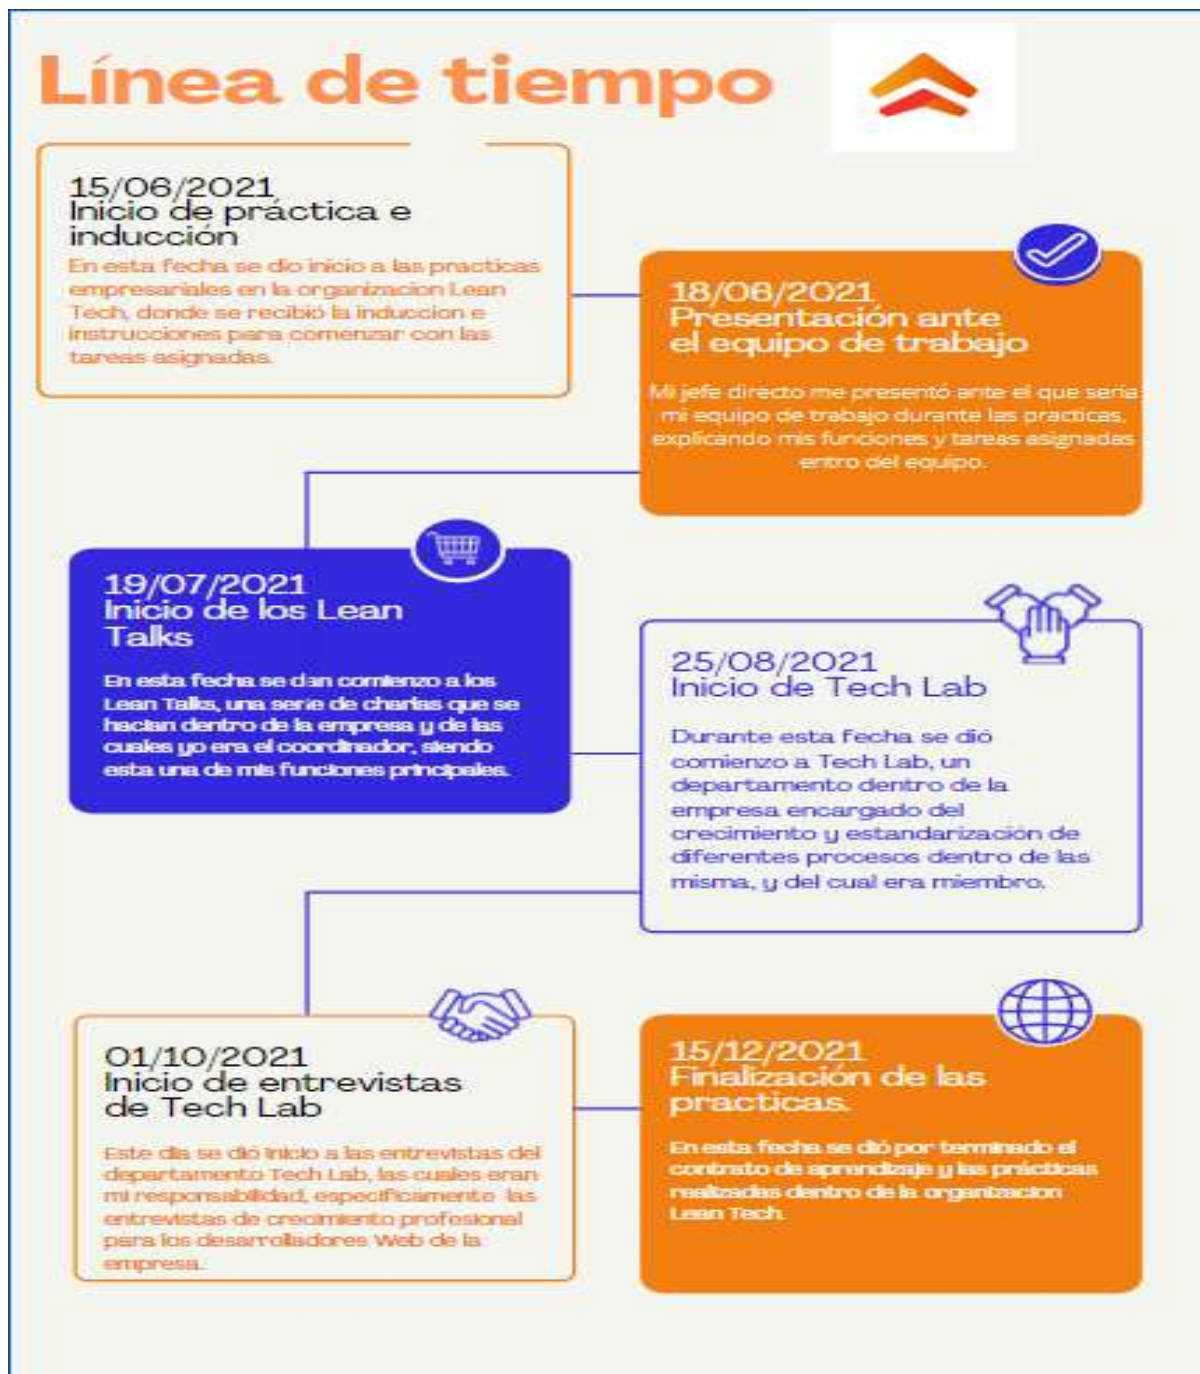 Línea de tiempo
15/06/2021
Inicio de práctica e
inducción
En esta fecha se dio inicio a las practicas
empresariales en la organizacion Lean
Tech, donde se recibió la induccion e
instrucciones para comenzar con las
tareas asignadas.
18/06/2021
Presentación ante
el equipo de trabajo
Mi jefe directo me presentó ante el que sería
mi equipo de trabajo durante las practicas,
explicando mis funciones y tareas asignadas
entro del equipo.
19/07/2021
Inicio de los Lean
Talks
En esta fecha se dan comienzo a los
Lean Talks, una serie de charlas que se
hacian dentro de la empresa y de las
cuales yo era el coordinador, siendo
esta una de mis funciones principales.
25/08/2021
Inicio de Tech Lab
Durante esta fecha se dió
comienzo a Tech Lab, un
departamento dentro de la
empresa encargado del
crecimiento y estandarización de
diferentes procesos dentro de las
misma, y del cual era miembro.
01/10/2021
Inicio de entrevistas
de Tech Lab
Este dia se dió inicio a las entrevistas del
departamento Tech Lab, las cuales eran
mi responsabilidad, especificamente las
entrevistas de crecimiento profesional
para los desarrolladores Web de la
empresa.
15/12/2021
Finalización de las
practicas.
En esta fecha se dió por terminado el
contrato de aprendizaje y las prácticas
realizadas dentro de la organizacion
Lean Tech.